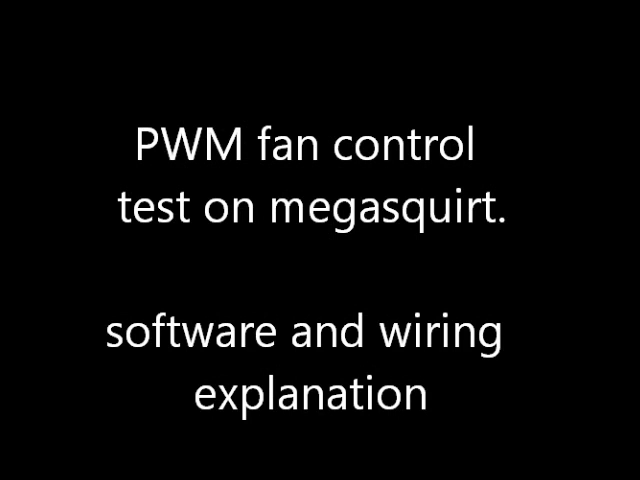 PWM fan control
test on megasquirt.
software and wiring
explanation